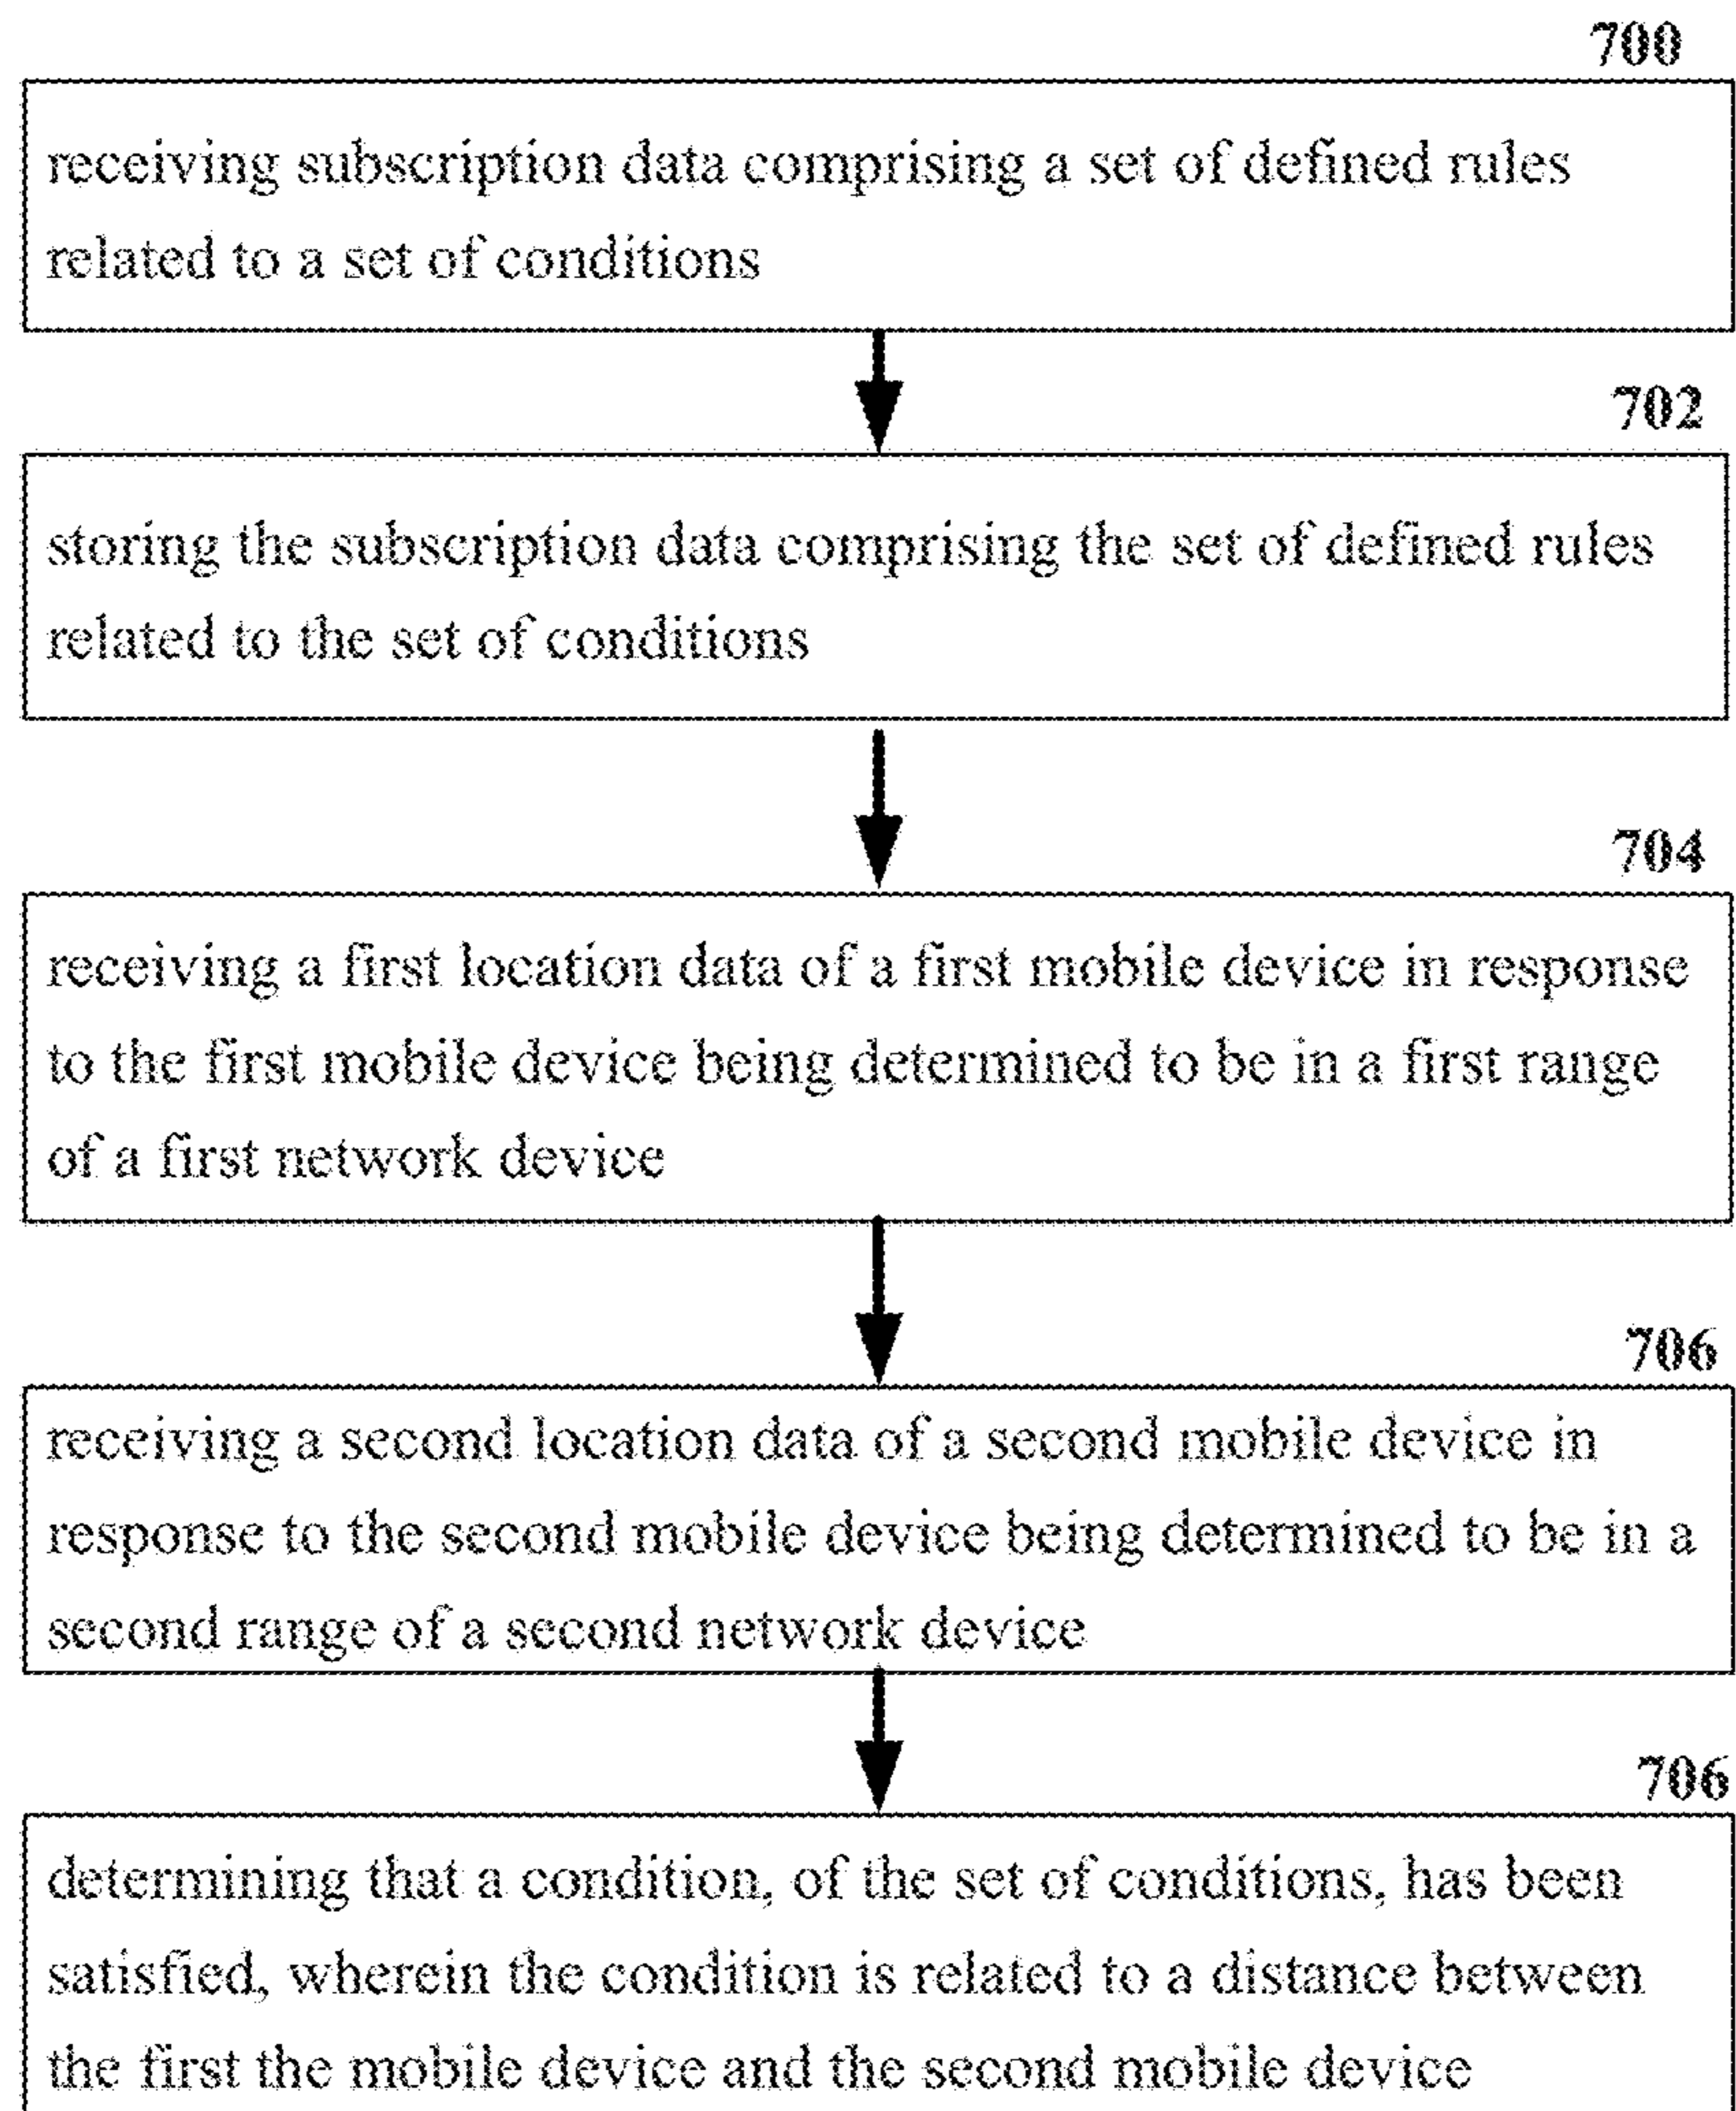 700
receiving subscription data comprising a set of defined rules
related to a set of conditions
702
storing the subscription data comprising the set of defined rules
related to the set of conditions
704
receiving a first location data of a first mobile device in response
to the first mobile device being determined to be in a first range
of a first network device
706
receiving a second location data of a second mobile device in
response to the second mobile device being determined to be in a
second range of a second network device
706
determining that a condition, of the set of conditions, has been
satisfied, wherein the condition is related to a distance between
the first the mobile device and the second mobile device